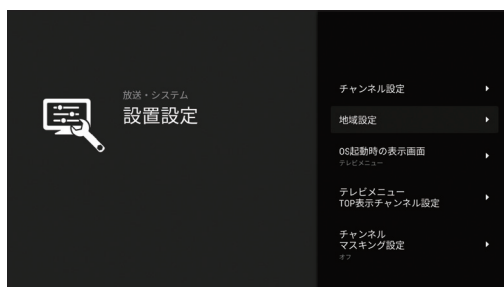 放送・システム
設置設定
チャンネル設定
地域設定
OS起動時の表示画面
テレビメニュー
テレビメニュー
TOP表示チャンネル設定
チャンネル
マスキング設定
オフ